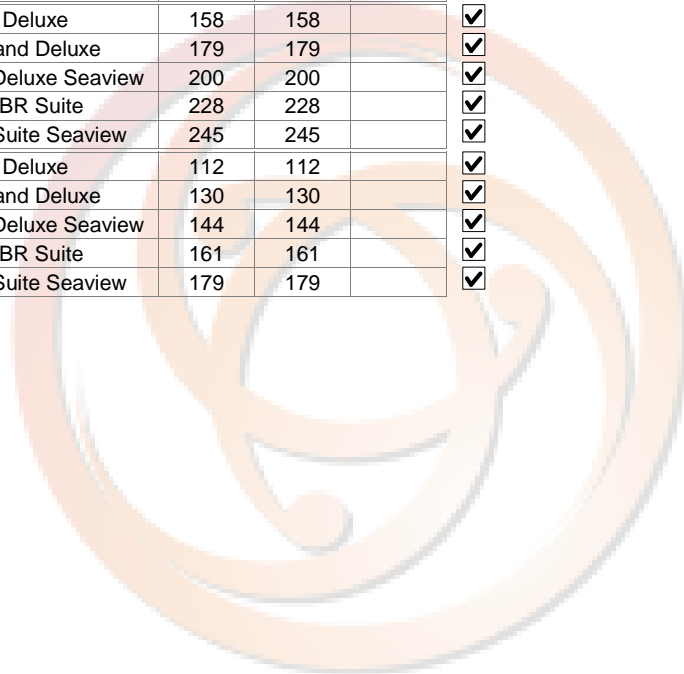 Deluxe 158 158
and Deluxe 179 179
Deluxe Seaview 200 200
BR Suite 228 228
Suite Seaview 245 245
Deluxe 112 112
and Deluxe 130 130
Deluxe Seaview 144 144
BR Suite 161 161
Suite Seaview 179 179